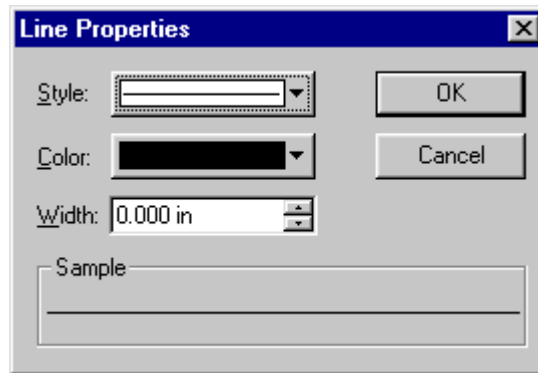 Line Properties
Style:
OK
Color:
Cancel
Width: 0.000 in
Sample